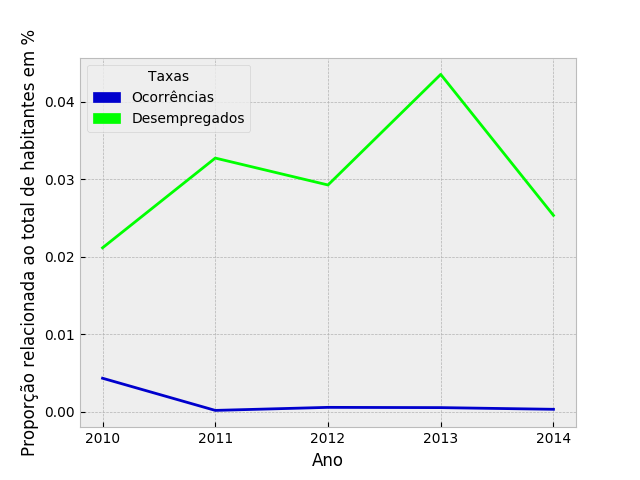 Proporção relacionada ao total de habitantes em %
Taxas
Ocorrências
Desempregados
0.04
0.03
0.02
0.01
0.00
2010 2011 2012 2013 2014
Ano